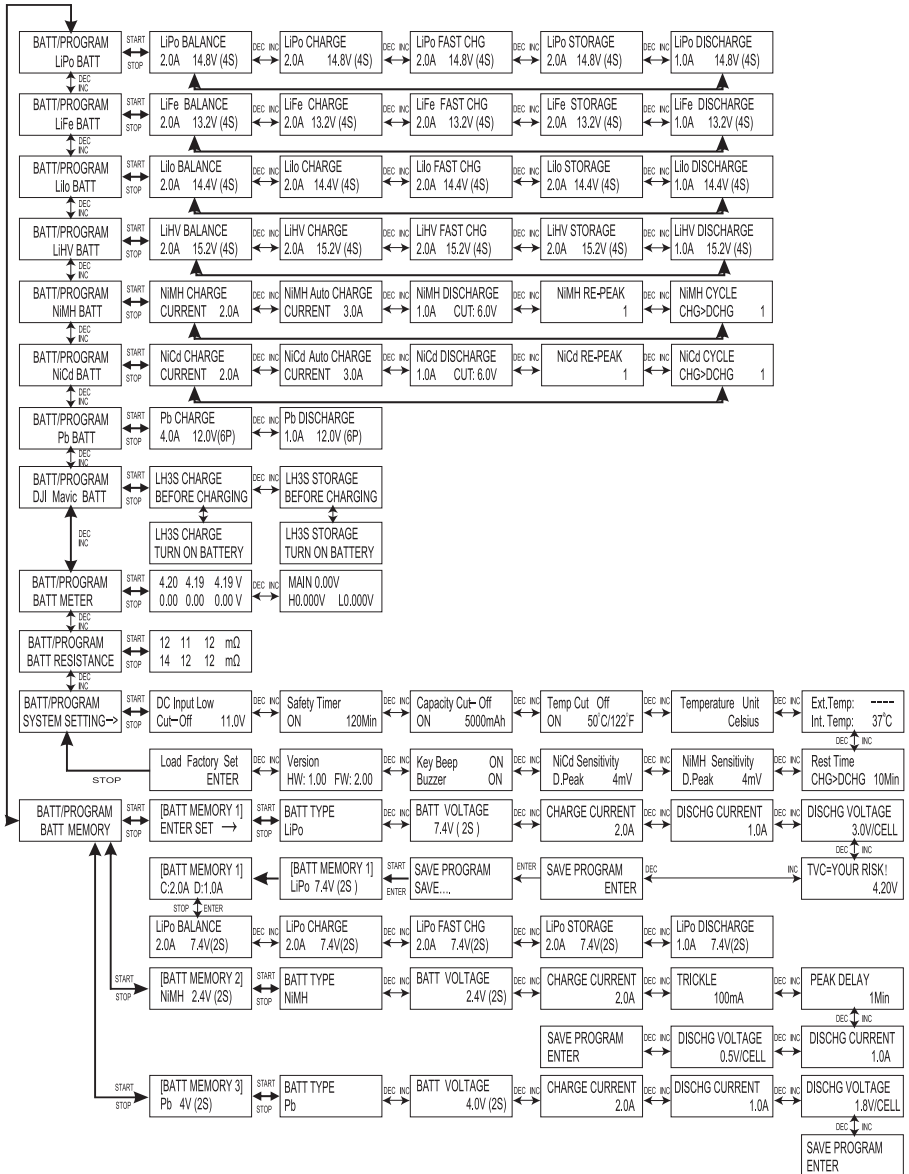 BATT/PROGRAM
LiPo BATT
START
STOP
LiPo BALANCE
2.0A 14.8V (4S)
DEC INC
LiPo CHARGE
2.0A 14.8V (4S)
DEC INC
LiPo FAST CHG
2.0A 14.8V (4S)
DEC INC
LiPo STORAGE
2.0A 14.8V (4S)
DEC INC
LiPo DISCHARGE
1.0A 14.8V (4S)
DEC
INC
BATT/PROGRAM
LiFe BATT
START
STOP
LiFe BALANCE
2.0A 13.2V (4S)
DEC INC
LiFe CHARGE
2.0A 13.2V (4S)
DEC INC
LiFe FAST CHG
2.0A 13.2V (4S)
DEC INC
LiFe STORAGE
2.0A 13.2V (4S)
DEC INC
LiFe DISCHARGE
1.0A 13.2V (4S)
DEC
INC
BATT/PROGRAM
LiIo BATT
START
STOP
LiIo BALANCE
2.0A 14.4V (4S)
DEC INC
LiIo CHARGE
2.0A 14.4V (4S)
DEC INC
LiIo FAST CHG
2.0A 14.4V (4S)
DEC INC
LiIo STORAGE
2.0A 14.4V (4S)
DEC INC
LiIo DISCHARGE
1.0A 14.4V (4S)
DEC
INC
BATT/PROGRAM
LiHV BATT
START
STOP
LiHV BALANCE
2.0A 15.2V (4S)
DEC INC
LiHV CHARGE
2.0A 15.2V (4S)
DEC INC
LiHV FAST CHG
2.0A 15.2V (4S)
DEC INC
LiHV STORAGE
2.0A 15.2V (4S)
DEC INC
LiHV DISCHARGE
1.0A 15.2V (4S)
DEC
INC
BATT/PROGRAM
NiMH BATT
START
STOP
NiMH CHARGE
CURRENT 2.0A
DEC INC
NiMH Auto CHARGE
CURRENT 3.0A
DEC INC
NiMH DISCHARGE
1.0A CUT: 6.0V
DEC INC
NiMH RE-PEAK
1
DEC INC
NiMH CYCLE
CHG>DCHG 1
DEC
INC
BATT/PROGRAM
NiCd BATT
START
STOP
NiCd CHARGE
CURRENT 2.0A
DEC INC
NiCd Auto CHARGE
CURRENT 3.0A
DEC INC
NiCd DISCHARGE
1.0A CUT: 6.0V
DEC INC
NiCd RE-PEAK
1
DEC INC
NiCd CYCLE
CHG>DCHG 1
DEC
INC
BATT/PROGRAM
Pb BATT
START
STOP
Pb CHARGE
4.0A 12.0V(6P)
DEC INC
Pb DISCHARGE
1.0A 12.0V(6P)
DEC
INC
BATT/PROGRAM
DJI Mavic BATT
START
STOP
LH3S CHARGE
BEFORE CHARGING
DEC INC
LH3S STORAGE
BEFORE CHARGING
LH3S CHARGE
TURN ON BATTERY
LH3S STORAGE
TURN ON BATTERY
DEC
INC
BATT/PROGRAM
BATT METER
START
STOP
4.20 4.19 4.19 V
0.00 0.00 0.00 V
DEC INC
MAIN 0.00V
H0.000V L0.000V
DEC
INC
BATT/PROGRAM
BATT RESISTANCE
START
STOP
12 11 12 mΩ
14 12 12 mΩ
DEC
INC
BATT/PROGRAM
SYSTEM SETTING->
START
STOP
DC Input Low
Cut-Off 11.0V
DEC INC
Safety Timer
ON 120Min
DEC INC
Capacity Cut-Off
ON 5000mAh
DEC INC
Temp Cut Off
ON 50°C/122°F
DEC INC
Temperature Unit
Celsius
DEC INC
Ext.Temp: ----
Int. Temp: 37°C
DEC INC
STOP
Load Factory Set
ENTER
DEC INC
Version
HW: 1.00 FW: 2.00
DEC INC
Key Beep ON
Buzzer ON
DEC INC
NiCd Sensitivity
D.Peak 4mV
DEC INC
NiMH Sensitivity
D.Peak 4mV
DEC INC
Rest Time
CHG>DCHG 10Min
BATT/PROGRAM
BATT MEMORY
START
STOP
[BATT MEMORY 1]
ENTER SET →
START
STOP
BATT TYPE
LiPo
DEC INC
BATT VOLTAGE
7.4V ( 2S )
DEC INC
CHARGE CURRENT
2.0A
DEC INC
DISCHG CURRENT
1.0A
DEC INC
DISCHG VOLTAGE
3.0V/CELL
DEC INC
[BATT MEMORY 1]
C:2.0A D:1.0A
[BATT MEMORY 1]
LiPo 7.4V (2S )
START
ENTER
SAVE PROGRAM
SAVE....
ENTER
SAVE PROGRAM
ENTER
DEC
INC
TVC=YOUR RISK!
4.20V
STOP ENTER
LiPo BALANCE
2.0A 7.4V(2S)
DEC INC
LiPo CHARGE
2.0A 7.4V(2S)
DEC INC
LiPo FAST CHG
2.0A 7.4V(2S)
DEC INC
LiPo STORAGE
2.0A 7.4V(2S)
DEC INC
LiPo DISCHARGE
1.0A 7.4V(2S)
START
STOP
[BATT MEMORY 2]
NiMH 2.4V (2S)
START
STOP
BATT TYPE
NiMH
DEC INC
BATT VOLTAGE
2.4V (2S)
DEC INC
CHARGE CURRENT
2.0A
DEC INC
TRICKLE
100mA
DEC INC
PEAK DELAY
1Min
DEC INC
SAVE PROGRAM
ENTER
DEC INC
DISCHG VOLTAGE
0.5V/CELL
DEC INC
DISCHG CURRENT
1.0A
START
STOP
[BATT MEMORY 3]
Pb 4V (2S)
START
STOP
BATT TYPE
Pb
DEC INC
BATT VOLTAGE
4.0V (2S)
DEC INC
CHARGE CURRENT
2.0A
DEC INC
DISCHG CURRENT
1.0A
DEC INC
DISCHG VOLTAGE
1.8V/CELL
DEC INC
SAVE PROGRAM
ENTER